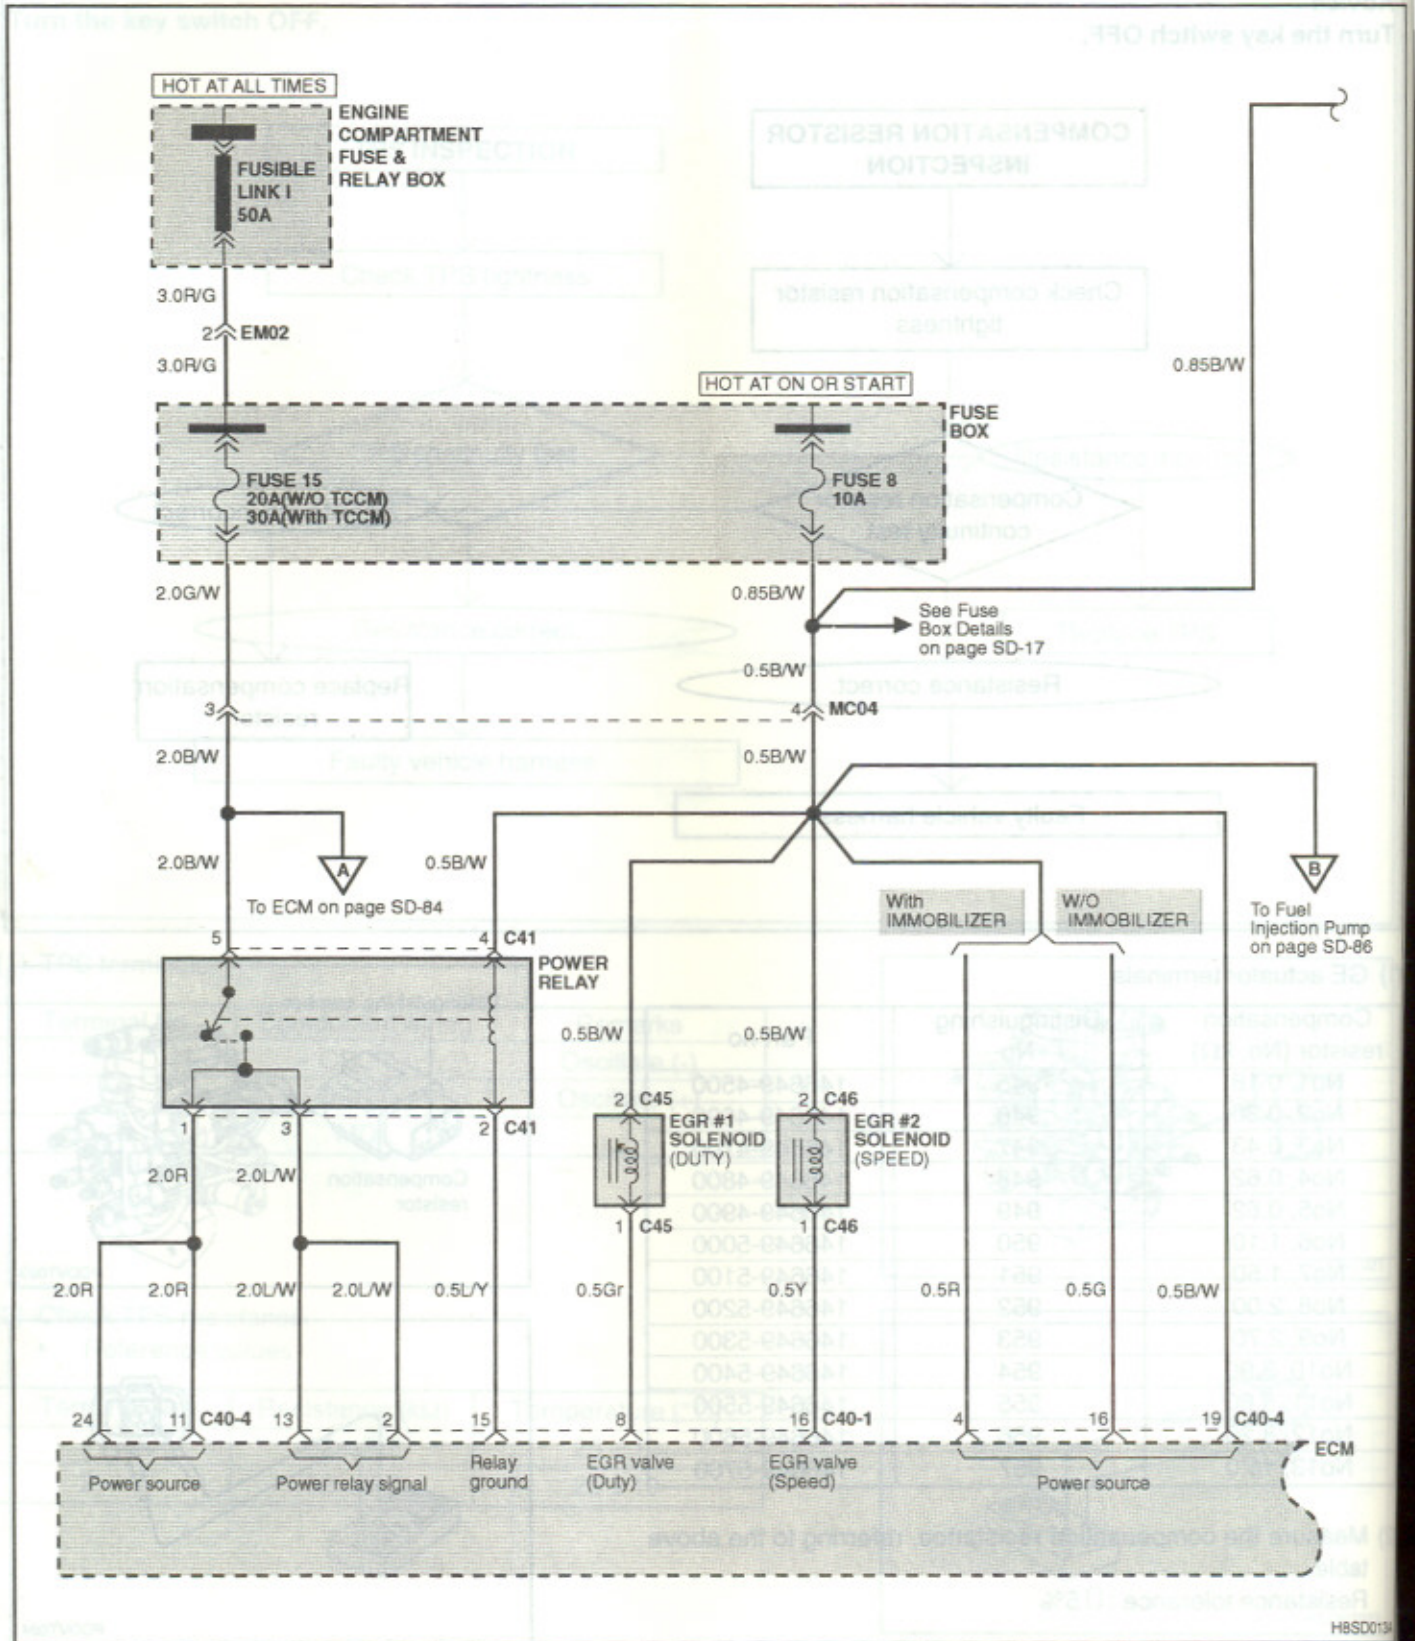 Turn the key switch OFF.
HOT AT ALL TIMES
ENGINE
COMPARTMENT
FUSE &
RELAY BOX
FUSIBLE
LINK I
50A
3.0R/G
2 EM02
3.0R/G
0.85B/W
HOT AT ON OR START
FUSE
BOX
FUSE 15
20A(W/O TCCM)
30A(With TCCM)
FUSE 8
10A
2.0G/W
0.85B/W
See Fuse
Box Details
on page SD-17
0.5B/W
3 4 MC04
2.0B/W 0.5B/W
2.0B/W A 0.5B/W B
To ECM on page SD-84
With
IMMOBILIZER
W/O
IMMOBILIZER
To Fuel
Injection Pump
on page SD-86
5 4 C41
POWER
RELAY
0.5B/W 0.5B/W
2 C45 2 C46
1 3 2 C41
EGR #1
SOLENOID
(DUTY)
EGR #2
SOLENOID
(SPEED)
2.0R 2.0L/W
1 C45 1 C46
2.0R 2.0R 2.0L/W 2.0L/W 0.5L/Y 0.5Gr 0.5Y 0.5R 0.5G 0.5B/W
24 11 C40-4 13 2 15 8 16 C40-1 4 16 19 C40-4
ECM
Power source
Power relay signal
Relay
ground
EGR valve
(Duty)
EGR valve
(Speed)
Power source